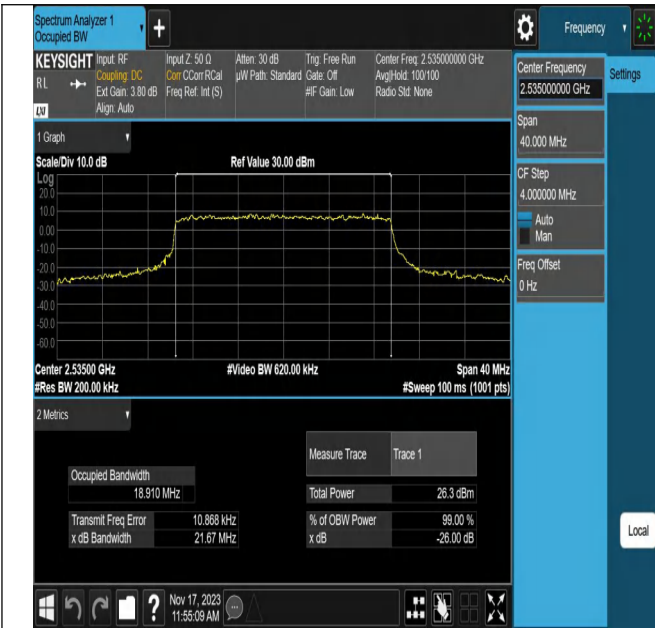 Spectrum Analyzer 1
Occupied BW
+
Frequency
KEYSIGHT
RL
LXI
Input: RF
Coupling: DC
Ext Gain: 3.80 dB
Align: Auto
Input Z: 50 Ω
Corr CCorr RCal
Freq Ref: Int (S)
Atten: 30 dB
µW Path: Standard
Trig: Free Run
Gate: Off
#IF Gain: Low
Center Freq: 2.535000000 GHz
Avg|Hold: 100/100
Radio Std: None
Center Frequency
2.535000000 GHz
Settings
Span
40.000 MHz
CF Step
4.000000 MHz
Auto
Man
Freq Offset
0 Hz
Local
1 Graph
Scale/Div 10.0 dB
Ref Value 30.00 dBm
Log
20.0
10.0
0.00
-10.0
-20.0
-30.0
-40.0
-50.0
-60.0
Center 2.53500 GHz
#Video BW 620.00 kHz
Span 40 MHz
#Res BW 200.00 kHz
#Sweep 100 ms (1001 pts)
2 Metrics
Measure Trace
Trace 1
Occupied Bandwidth
18.910 MHz
Total Power
26.3 dBm
Transmit Freq Error
10.868 kHz
% of OBW Power
99.00 %
x dB Bandwidth
21.67 MHz
x dB
-26.00 dB
?
Nov 17, 2023
11:55:09 AM